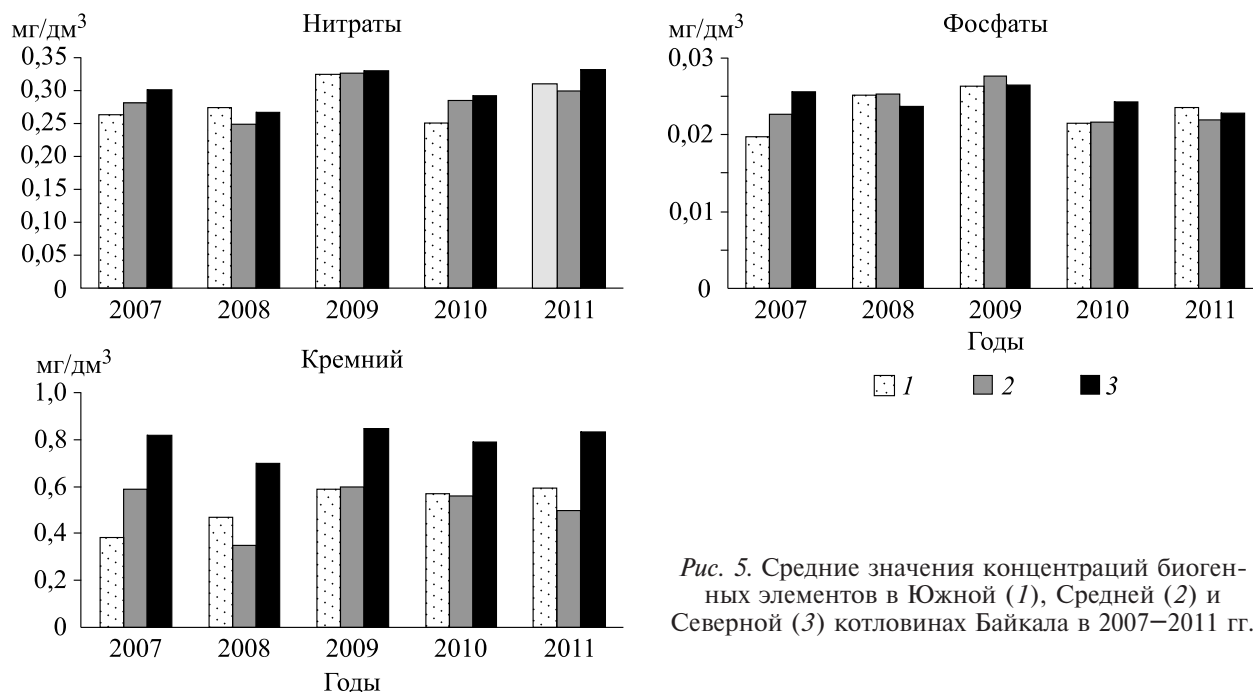 Нитраты
мг/дм³
0,35
0,30
0,25
0,20
0,15
0,10
0,05
0
2007 2008 2009 2010 2011
Фосфаты
мг/дм³
0,03
0,02
0,01
0
2007 2008 2009 2010 2011
Годы
1 2 3
Кремний
мг/дм³
1,0
0,8
0,6
0,4
0,2
0
2007 2008 2009 2010 2011
Годы
Рис. 5. Средние значения концентраций биоген-
ных элементов в Южной (1), Средней (2) и
Северной (3) котловинах Байкала в 2007–2011 гг.